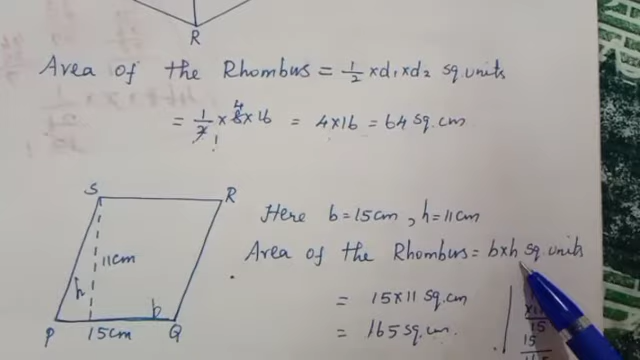 R
Area of the Rhombus = 1/2 × d₁ × d₂ sq.units
= 1/2 × 8 × 16 = 4×16 = 64 sq.cm
4
1
S R
Here b=15cm, h=11cm
11cm
Area of the Rhombus = b×h sq.units
h
b
= 15×11 sq.cm
P 15cm Q
= 165 sq.cm.
×11
15
15